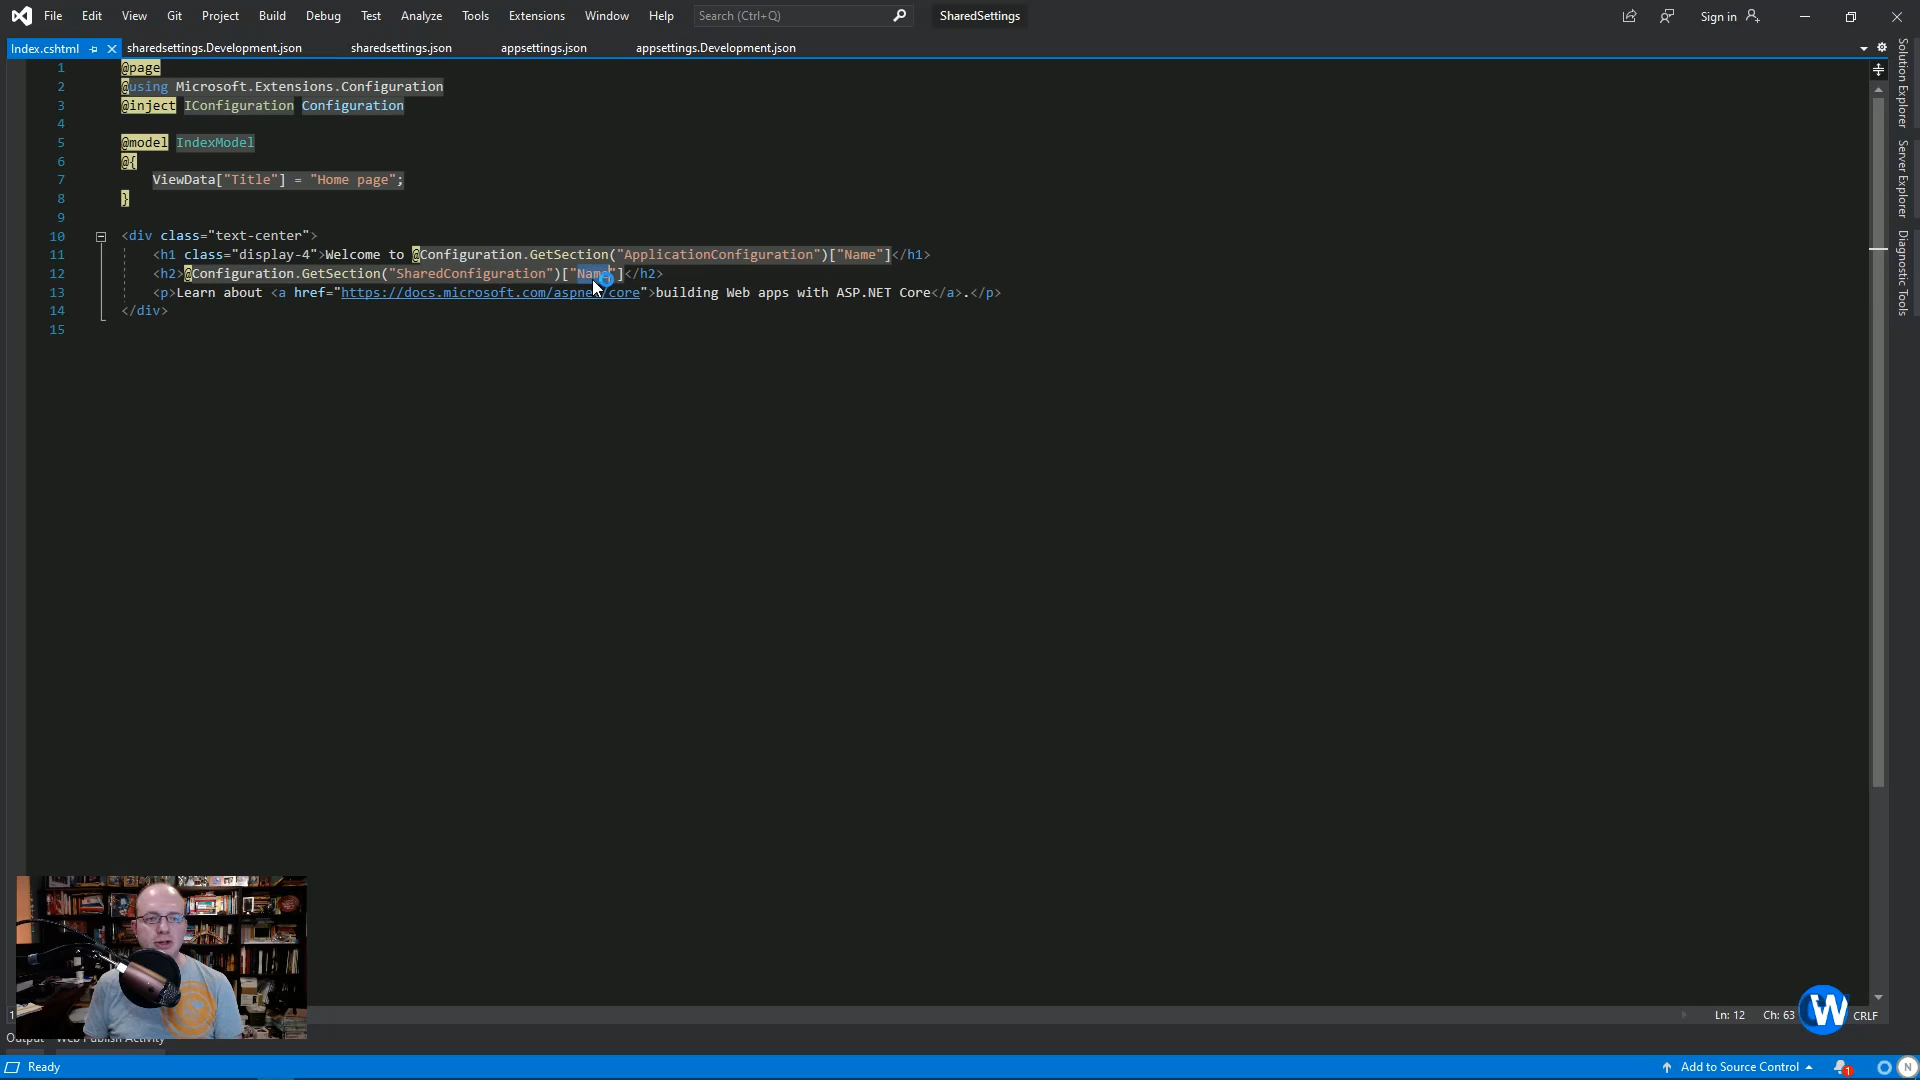 File Edit View Git Project Build Debug Test Analyze Tools Extensions Window Help Search (Ctrl+Q) SharedSettings Sign in
Index.cshtml sharedsettings.Development.json sharedsettings.json appsettings.json appsettings.Development.json
1 @page
2 @using Microsoft.Extensions.Configuration
3 @inject IConfiguration Configuration
4
5 @model IndexModel
6 @{
7 ViewData["Title"] = "Home page";
8 }
9
10 <div class="text-center">
11 <h1 class="display-4">Welcome to @Configuration.GetSection("ApplicationConfiguration")["Name"]</h1>
12 <h2>@Configuration.GetSection("SharedConfiguration")["Name"]</h2>
13 <p>Learn about <a href="https://docs.microsoft.com/aspnet/core">building Web apps with ASP.NET Core</a>.</p>
14 </div>
15
Solution Explorer
Server Explorer
Diagnostic Tools
Ln: 12 Ch: 63 W CRLF
Output Web Publish Activity
Ready Add to Source Control 1 N